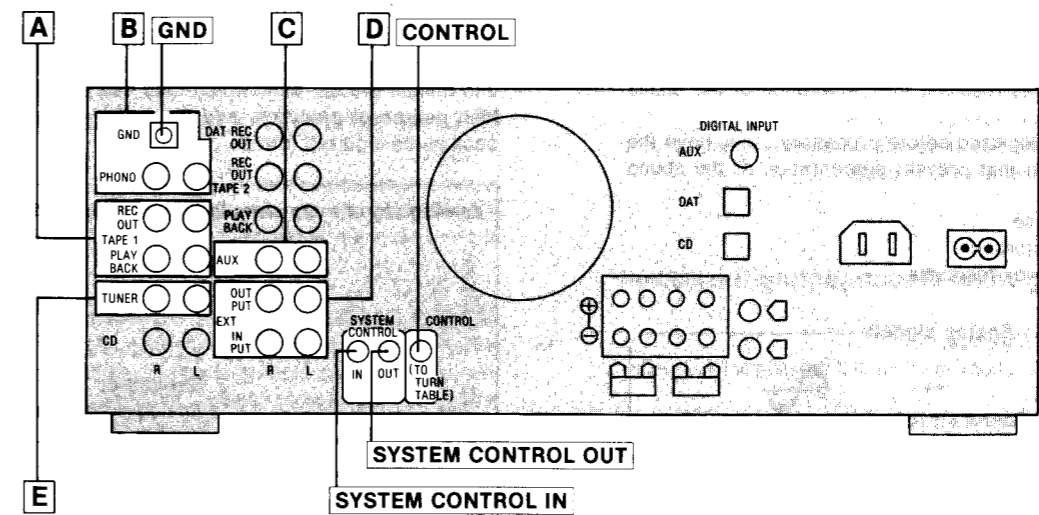 A B GND C D CONTROL
GND
DAT REC
OUT
PHONO
REC
OUT
TAPE 2
REC
OUT
TAPE 1
PLAY
BACK
PLAY
BACK
AUX
TUNER
OUT
PUT
EXT
IN
PUT
CD
R L
R L
SYSTEM
CONTROL
IN OUT
CONTROL
(TO
TURN
TABLE)
DIGITAL INPUT
AUX
DAT
CD
SYSTEM CONTROL OUT
SYSTEM CONTROL IN
E